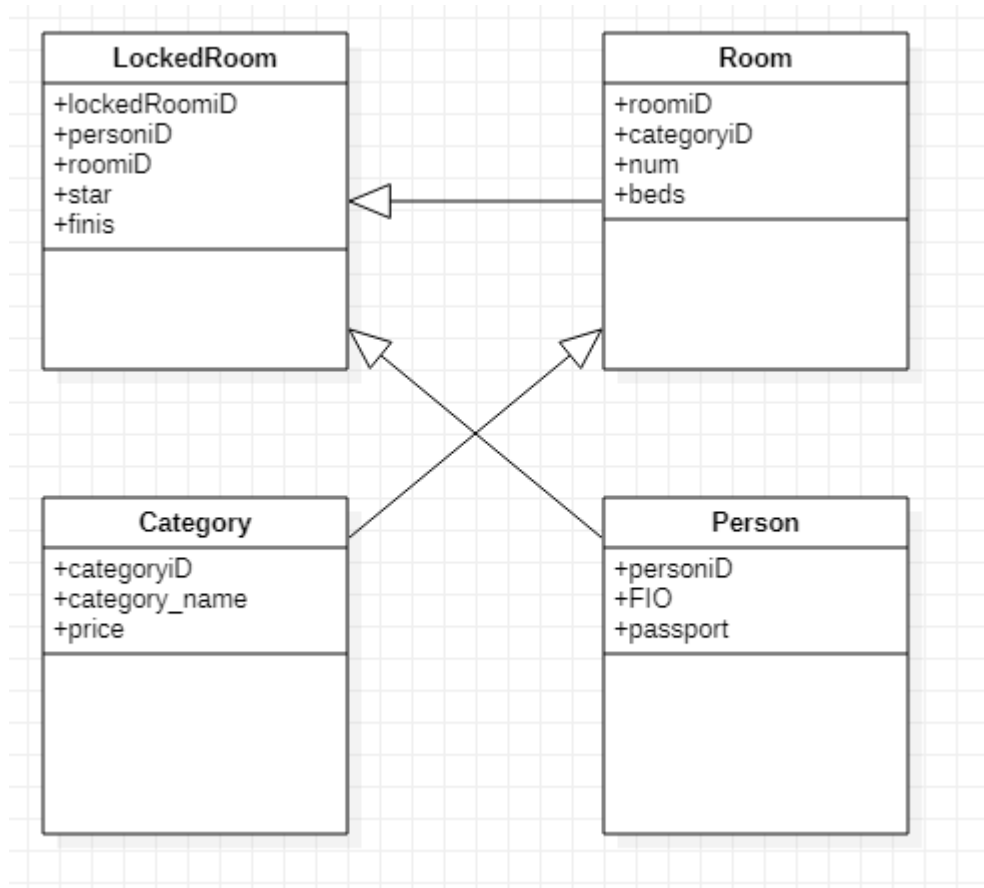 LockedRoom
+lockedRoomiD
+personiD
+roomiD
+star
+finis
Room
+roomiD
+categoryiD
+num
+beds
Category
+categoryiD
+category_name
+price
Person
+personiD
+FIO
+passport